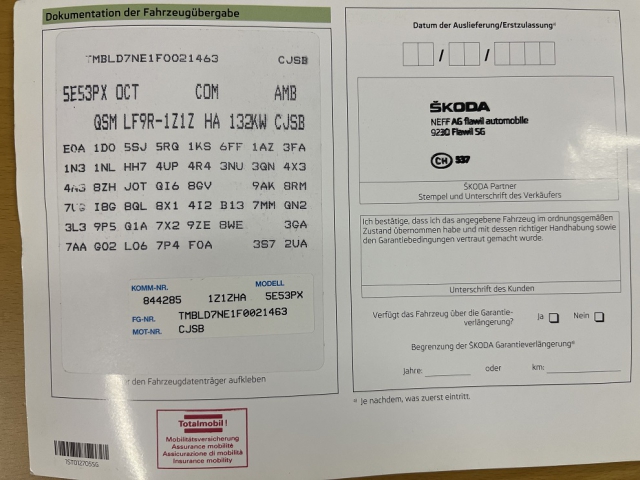 Dokumentation der Fahrzeugübergabe
TMBLD7NE1F0021463 CJSB
5E53PX OCT COM AMB
QSM LF9R-1Z1Z HA 132KW CJSB
E0A 1D0 5SJ 5RQ 1KS 6FF 1AZ 3FA
1N3 1NL HH7 4UP 4R4 3NU 3QN 4X3
8ZH J0T QI6 8GV 9AK 8RM
I8G 8QL 8X1 4I2 B13 7MM QN2
3L3 9P5 Q1A 7X2 9ZE 8WE 3GA
7AA G02 L06 7P4 F0A 3S7 2UA
KOMM-NR. MODELL
844285 1Z1ZHA 5E53PX
FG-NR. TMBLD7NE1F0021463
MOT-NR. CJSB
den Fahrzeugdatenträger aufkleben
Totalmobil!
Mobilitätsversicherung
Assurance mobilité
Assicurazione di mobilità
Insurance mobility
1ST0127055G
Datum der Auslieferung/Erstzulassung*
/ /
ŠKODA
NEFF AG flawil automobile
9230 Flawil SG
CH 537
ŠKODA Partner
Stempel und Unterschrift des Verkäufers
Ich bestätige, dass ich das angegebene Fahrzeug im ordnungsgemäßen
Zustand übernommen habe und mit dessen richtiger Handhabung sowie
den Garantiebedingungen vertraut gemacht wurde.
Unterschrift des Kunden
Verfügt das Fahrzeug über die Garantie-
verlängerung? Ja Nein
Begrenzung der ŠKODA Garantieverlängerung*
Jahre: oder km:
* Je nachdem, was zuerst eintritt.